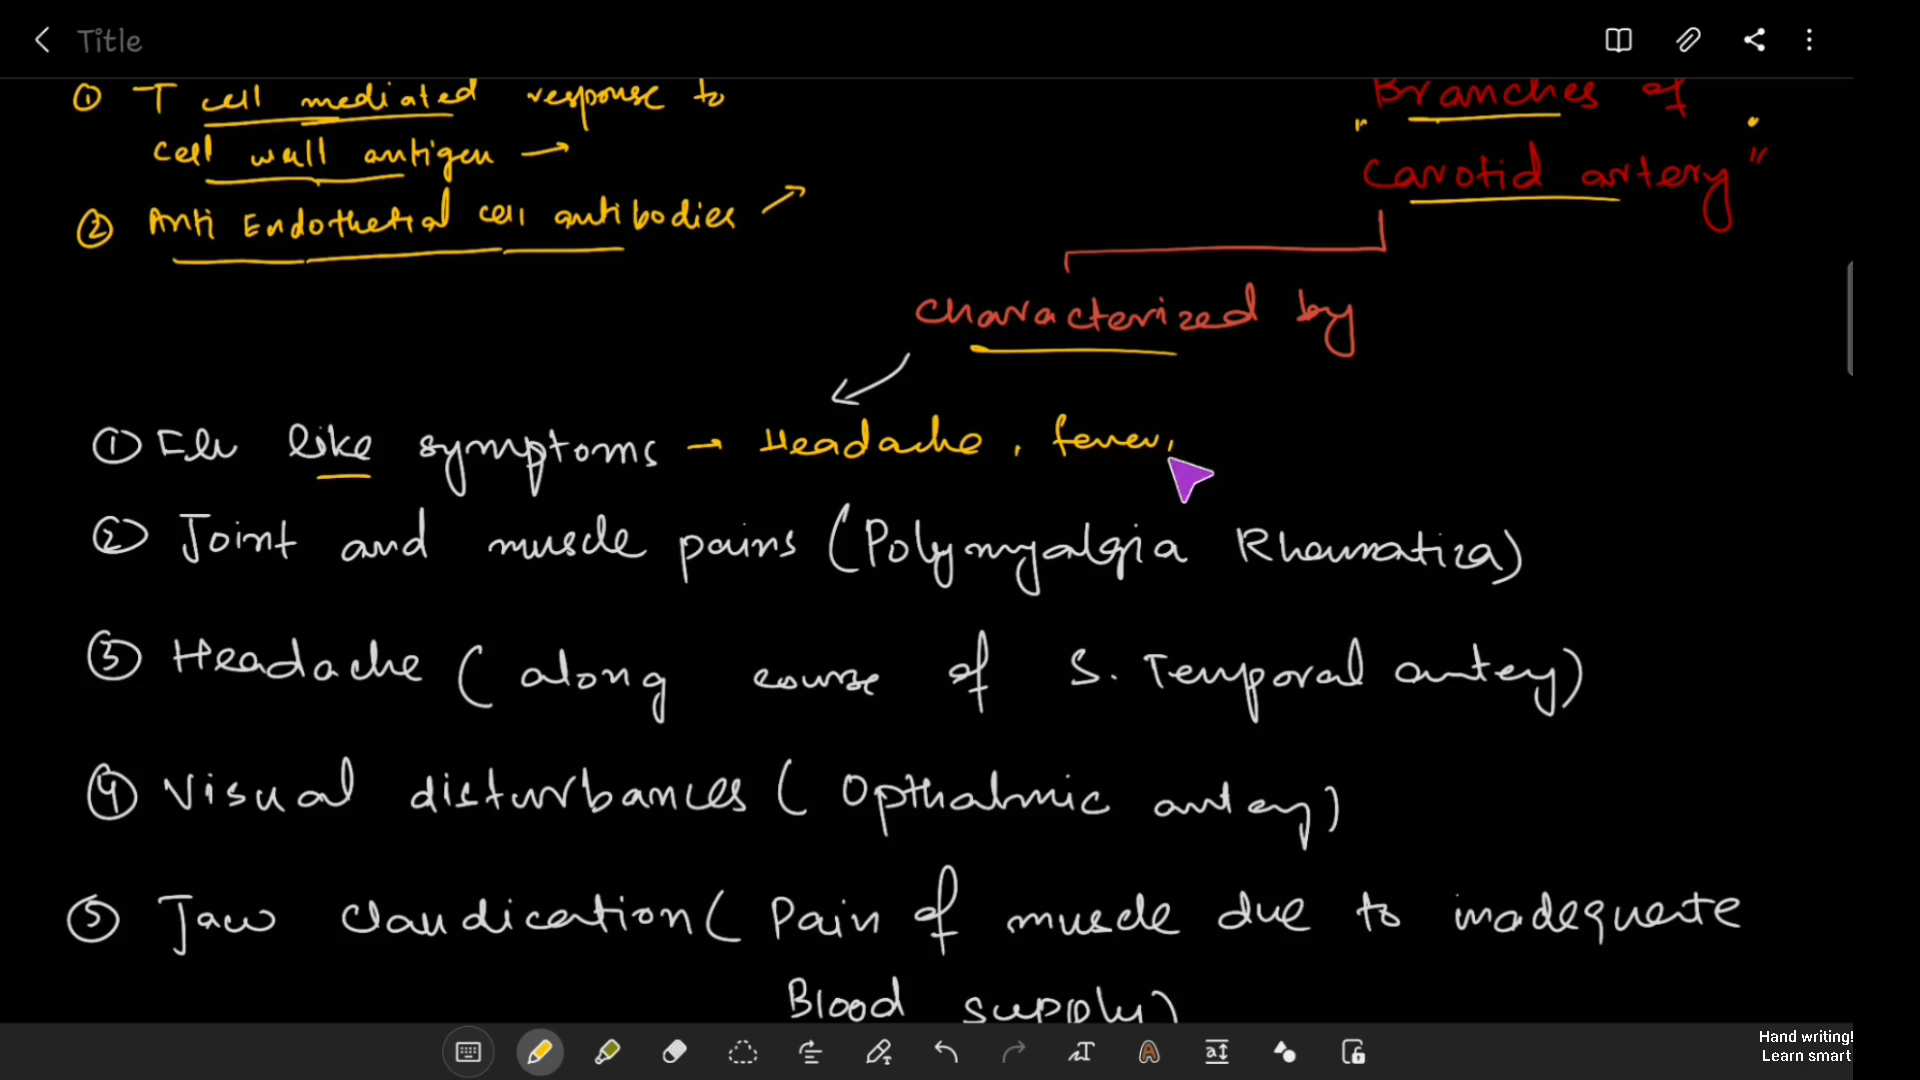 Title
① T cell mediated response to
cell wall antigen →
② Anti Endothelial cell antibodies
Branches of
"Carotid artery"
Characterized by
① Flu like symptoms → Headache, fever,
② Joint and muscle pains (Polymyalgia Rheumatica)
③ Headache (along course of S. Temporal artey)
④ Visual disturbances (Opthalmic artey)
⑤ Jaw claudication (Pain of muscle due to inadequate
Blood supply)
Hand writing!
Learn smart